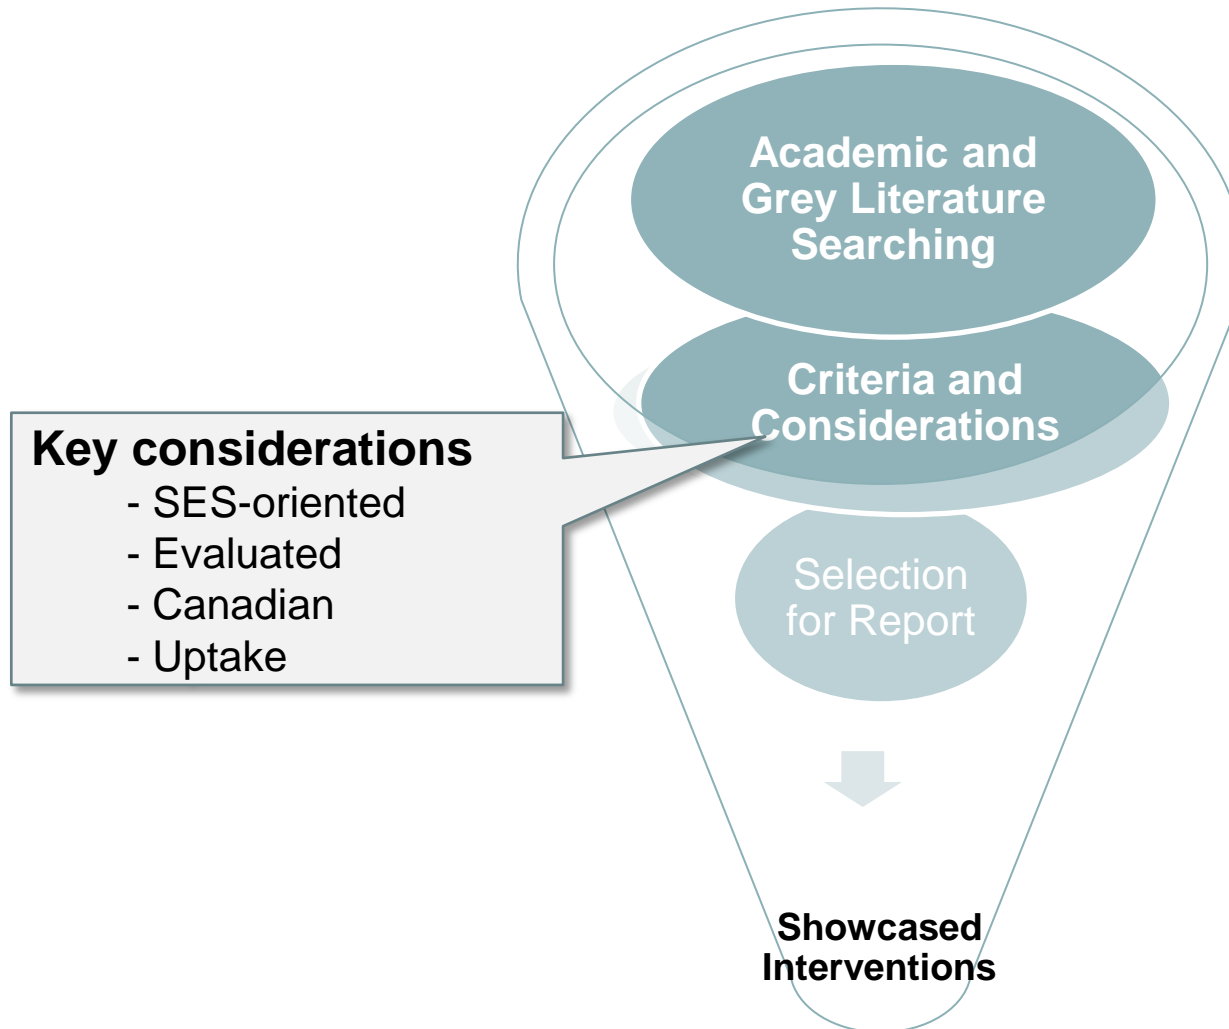 Academic and
Grey Literature
Searching
Criteria and
Considerations
Key considerations
- SES-oriented
- Evaluated
- Canadian
- Uptake
Selection
for Report
Showcased
Interventions